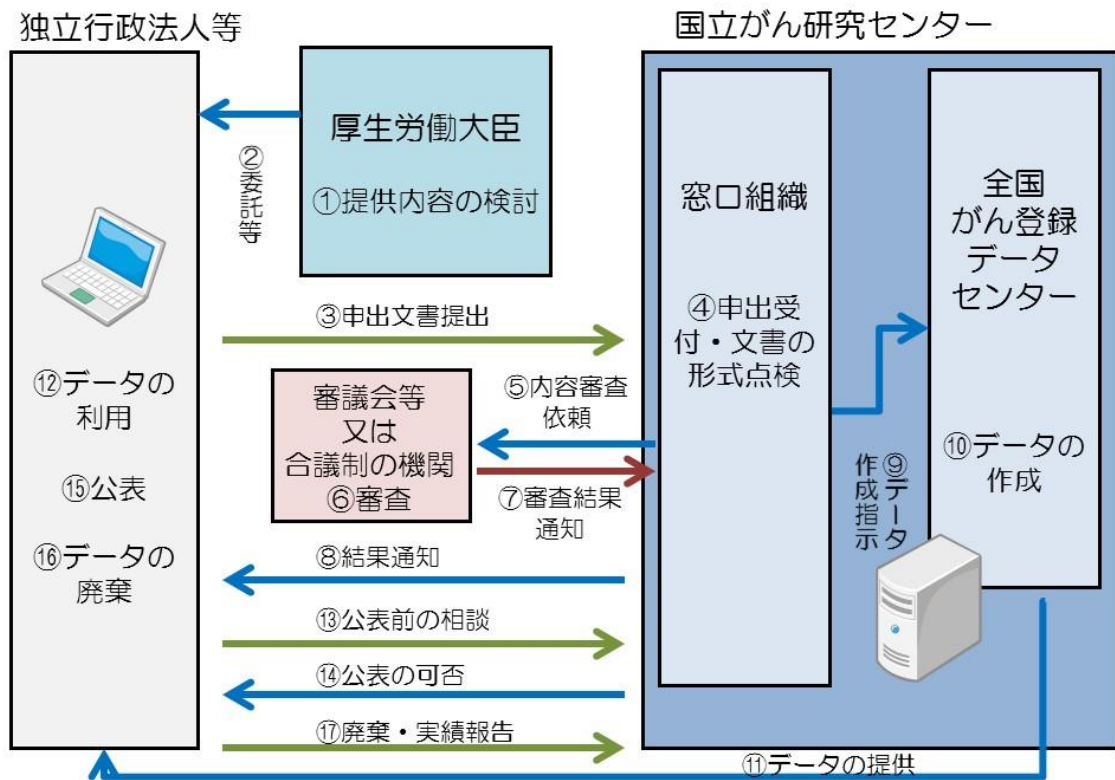 独立行政法人等
国立がん研究センター
厚生労働大臣
①提供内容の検討
②委託等
窓口組織
④申出受
付・文書の
形式点検
全国
がん登録
データ
センター
⑩データの
作成
③申出文書提出
⑫データの
利用
⑮公表
⑯データの
廃棄
審議会等
又は
合議制の機関
⑥審査
⑤内容審査
依頼
⑦審査結果
通知
⑨データ
作成指示
⑧結果通知
⑬公表前の相談
⑭公表の可否
⑰廃棄・実績報告
⑪データの提供